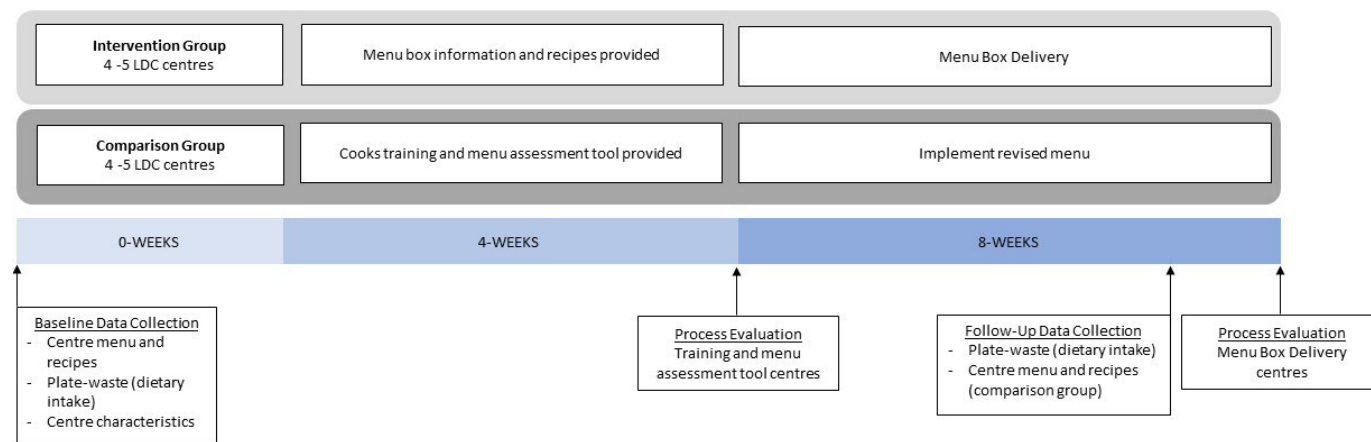 Intervention Group
4 -5 LDC centres
Menu box information and recipes provided
Menu Box Delivery
Comparison Group
4 -5 LDC centres
Cooks training and menu assessment tool provided
Implement revised menu
0-WEEKS
4-WEEKS
8-WEEKS
Baseline Data Collection
- Centre menu and
recipes
- Plate-waste (dietary
intake)
- Centre characteristics
Process Evaluation
Training and menu
assessment tool centres
Follow-Up Data Collection
- Plate-waste (dietary intake)
- Centre menu and recipes
(comparison group)
Process Evaluation
Menu Box Delivery
centres